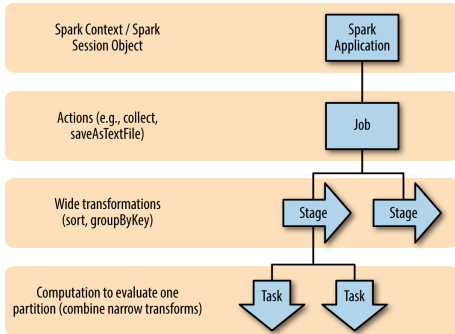 Spark Context / Spark
Session Object
Spark
Application
Actions (e.g., collect,
saveAsTextFile)
Job
Wide transformations
(sort, groupByKey)
Stage
Stage
Computation to evaluate one
partition (combine narrow transforms)
Task
Task